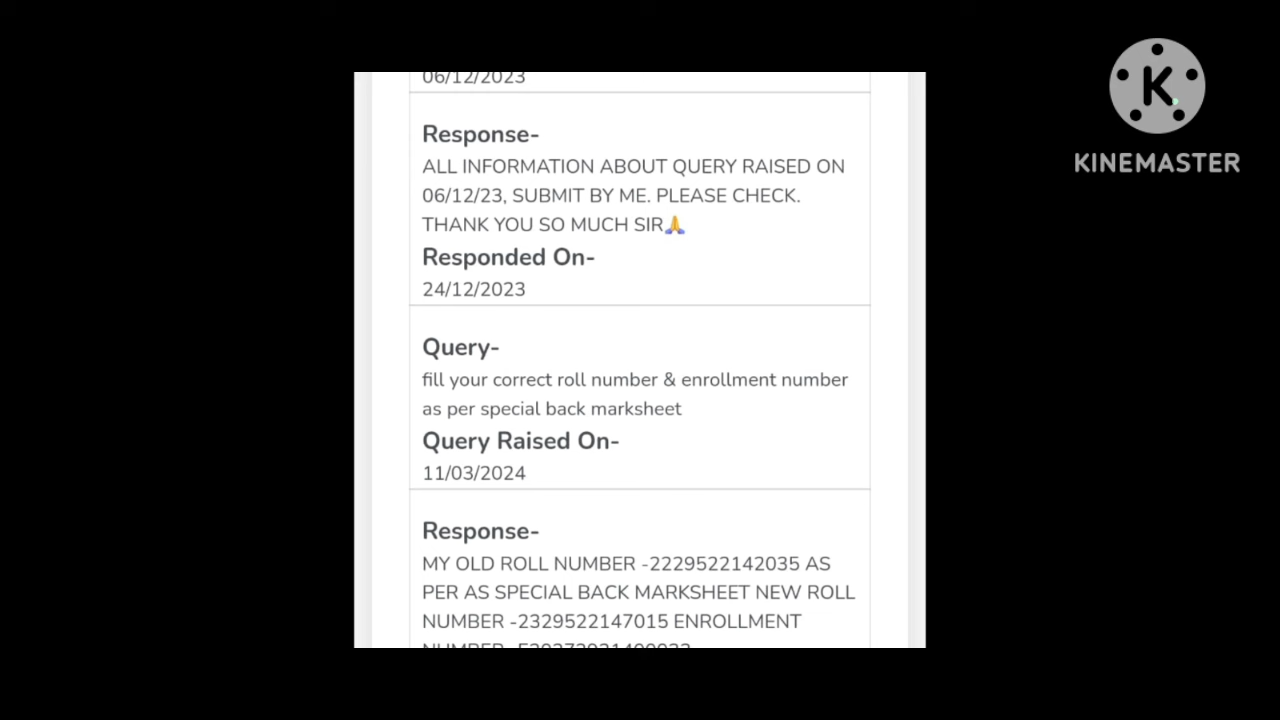 06/12/2023
Response-
ALL INFORMATION ABOUT QUERY RAISED ON
06/12/23, SUBMIT BY ME. PLEASE CHECK.
THANK YOU SO MUCH SIR🙏
Responded On-
24/12/2023
Query-
fill your correct roll number & enrollment number
as per special back marksheet
Query Raised On-
11/03/2024
Response-
MY OLD ROLL NUMBER -2229522142035 AS
PER AS SPECIAL BACK MARKSHEET NEW ROLL
NUMBER -2329522147015 ENROLLMENT
NUMBER
K
KINEMASTER